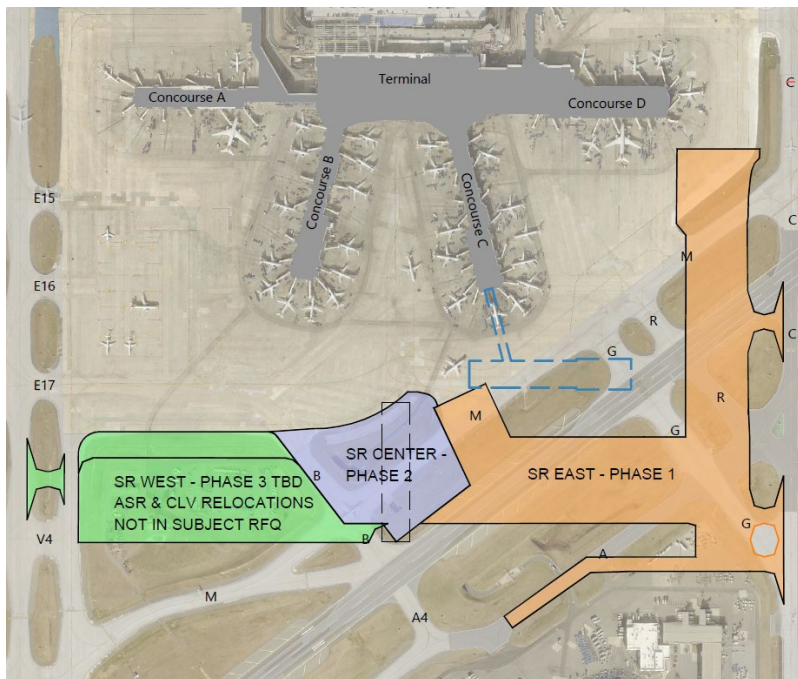 Terminal
Concourse A
Concourse D
C
Concourse B
Concourse C
E15
C
M
E16
R
C
G
E17
R
M
G
SR CENTER -
PHASE 2
B
SR EAST - PHASE 1
SR WEST - PHASE 3 TBD
ASR & CLV RELOCATIONS
NOT IN SUBJECT RFQ
G
V4
B
A
M
A4